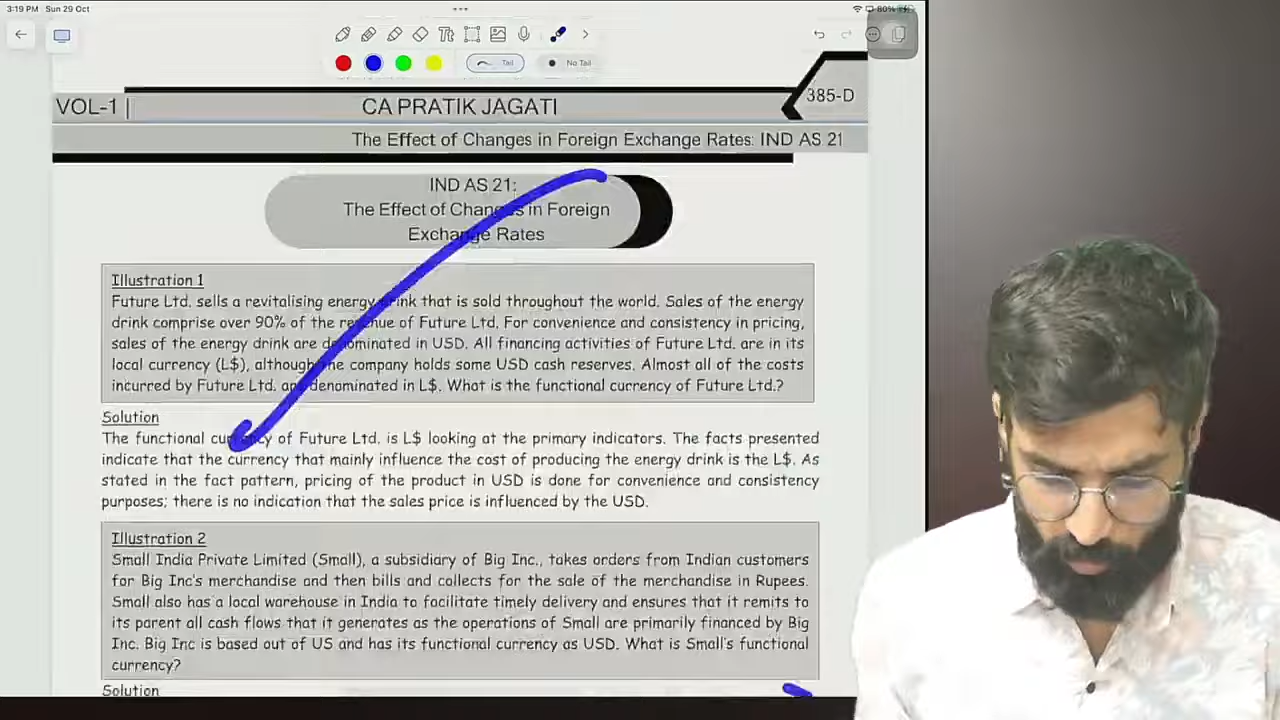 3:19 PM Sun 29 Oct
80%
Tail
No Tail
385-D
VOL-1 | CA PRATIK JAGATI
The Effect of Changes in Foreign Exchange Rates: IND AS 21
IND AS 21:
The Effect of Changes in Foreign
Exchange Rates
Illustration 1
Future Ltd. sells a revitalising energy drink that is sold throughout the world. Sales of the energy
drink comprise over 90% of the revenue of Future Ltd. For convenience and consistency in pricing,
sales of the energy drink are denominated in USD. All financing activities of Future Ltd. are in its
local currency (L$), although the company holds some USD cash reserves. Almost all of the costs
incurred by Future Ltd. are denominated in L$. What is the functional currency of Future Ltd.?
Solution
The functional currency of Future Ltd. is L$ looking at the primary indicators. The facts presented
indicate that the currency that mainly influence the cost of producing the energy drink is the L$. As
stated in the fact pattern, pricing of the product in USD is done for convenience and consistency
purposes; there is no indication that the sales price is influenced by the USD.
Illustration 2
Small India Private Limited (Small), a subsidiary of Big Inc., takes orders from Indian customers
for Big Inc's merchandise and then bills and collects for the sale of the merchandise in Rupees.
Small also has a local warehouse in India to facilitate timely delivery and ensures that it remits to
its parent all cash flows that it generates as the operations of Small are primarily financed by Big
Inc. Big Inc is based out of US and has its functional currency as USD. What is Small's functional
currency?
Solution